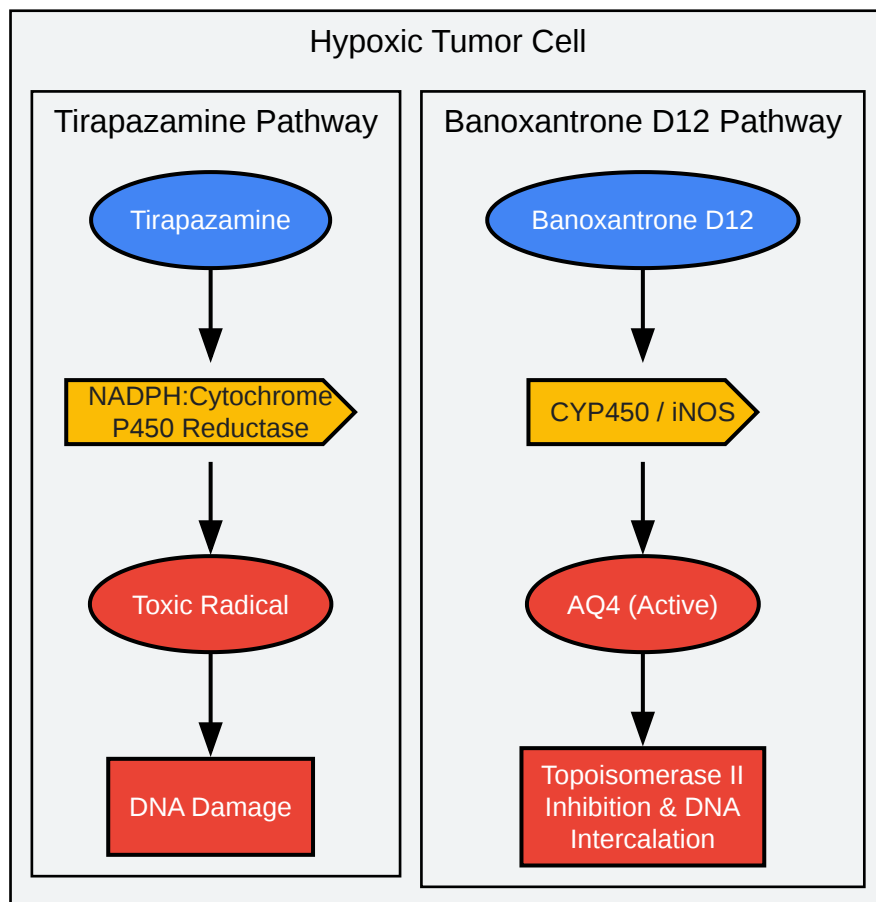 Hypoxic Tumor Cell
Tirapazamine Pathway
Tirapazamine
NADPH:Cytochrome
P450 Reductase
Toxic Radical
DNA Damage
Banoxantrone D12 Pathway
Banoxantrone D12
CYP450 / iNOS
AQ4 (Active)
Topoisomerase II
Inhibition & DNA
Intercalation